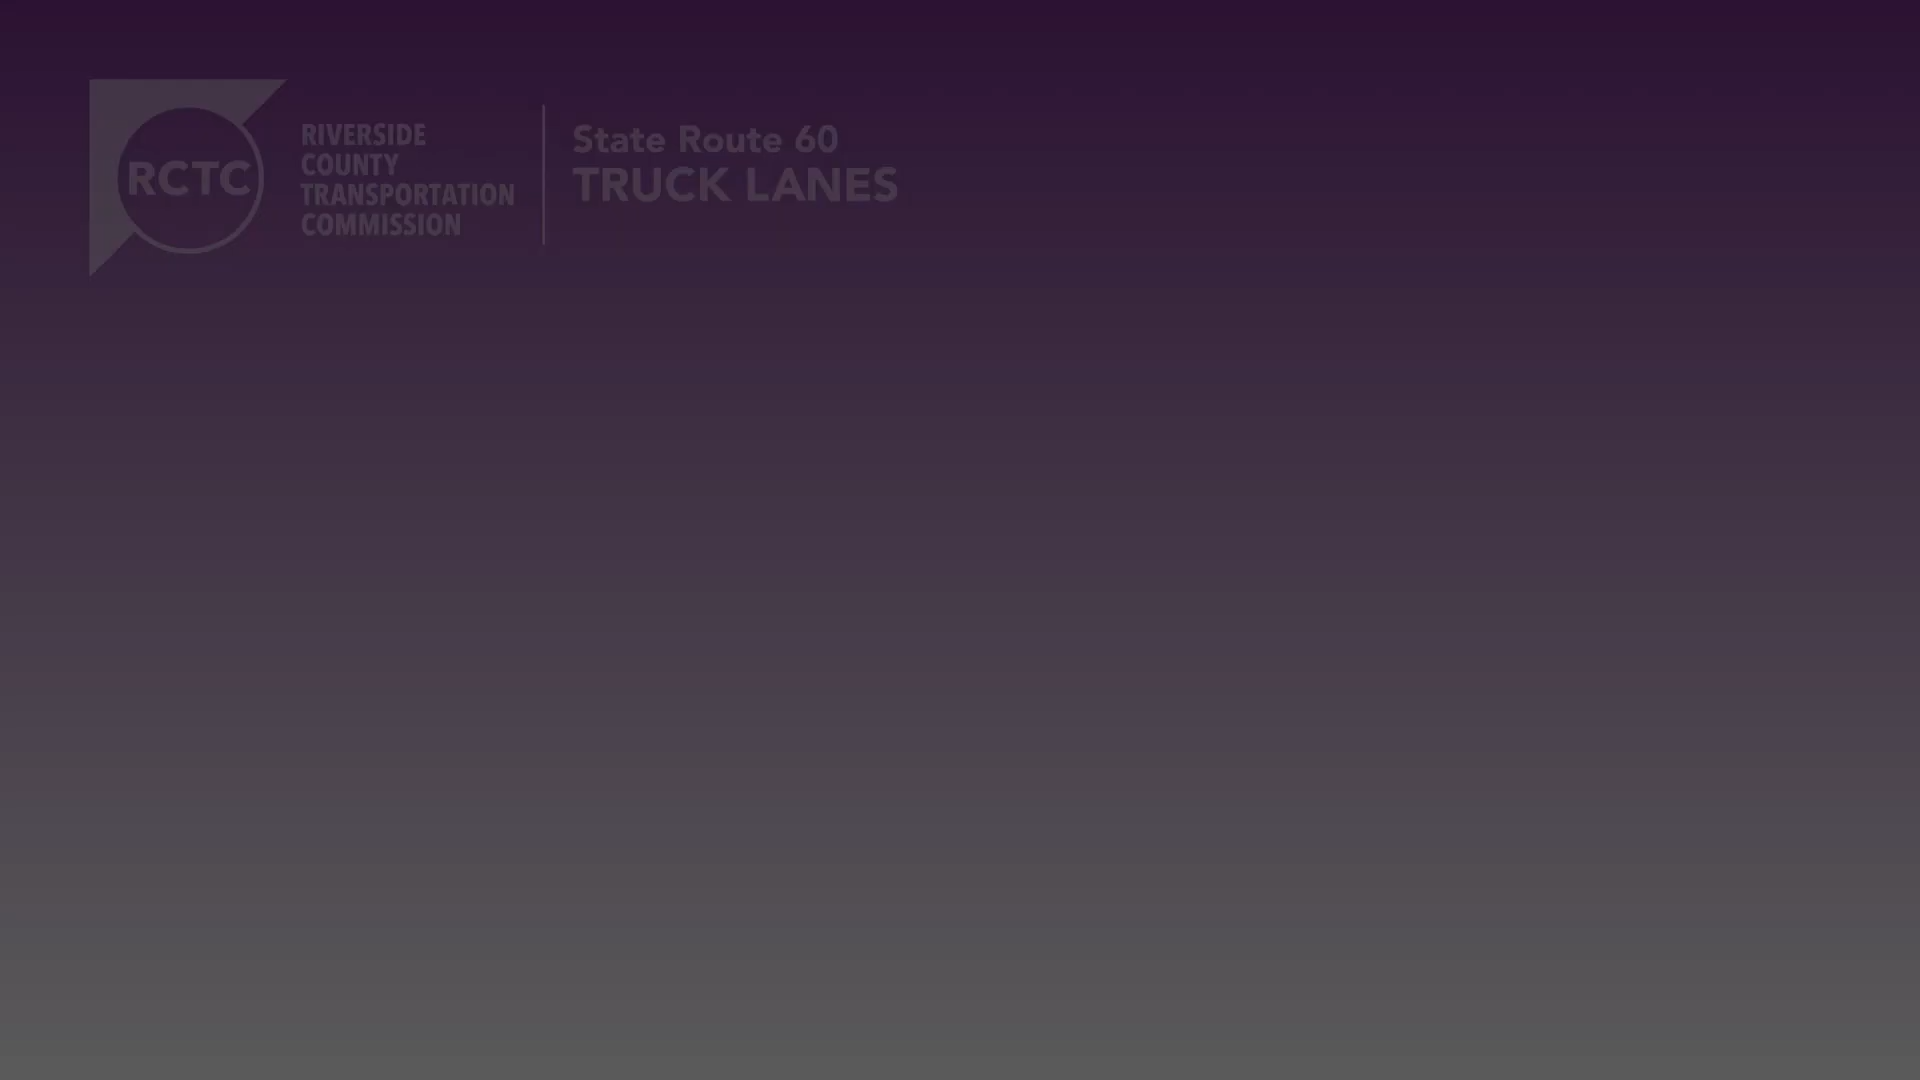 RCTC
RIVERSIDE
COUNTY
TRANSPORTATION
COMMISSION
State Route 60
TRUCK LANES